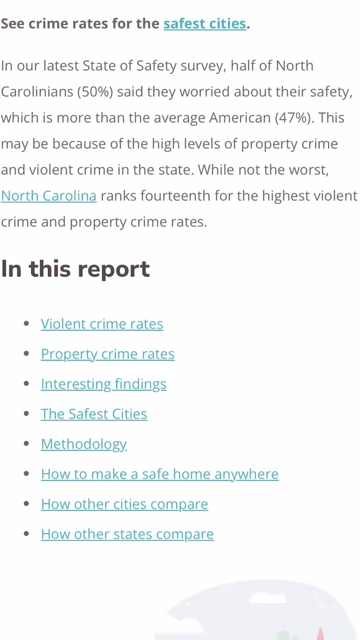 See crime rates for the safest cities.
In our latest State of Safety survey, half of North
Carolinians (50%) said they worried about their safety,
which is more than the average American (47%). This
may be because of the high levels of property crime
and violent crime in the state. While not the worst,
North Carolina ranks fourteenth for the highest violent
crime and property crime rates.
In this report
Violent crime rates
Property crime rates
Interesting findings
The Safest Cities
Methodology
How to make a safe home anywhere
How other cities compare
How other states compare